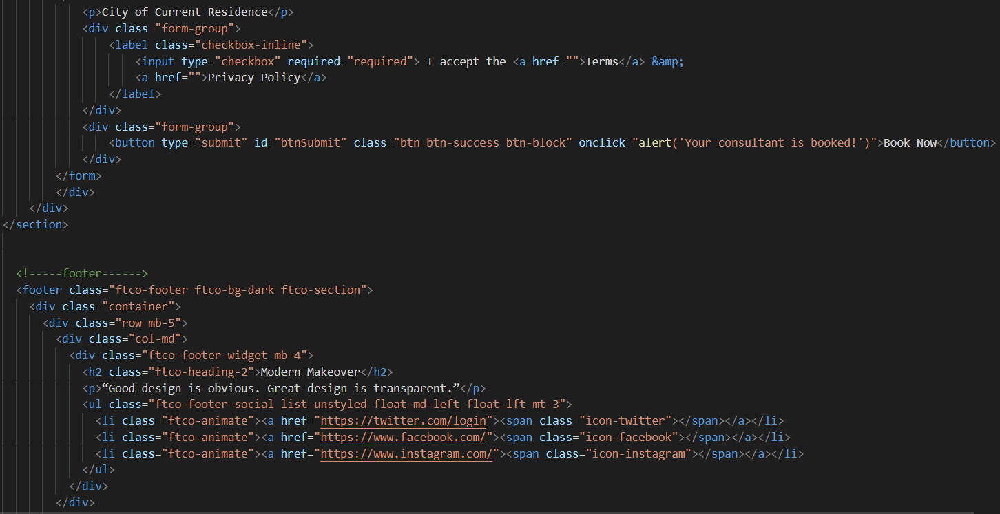 <p>City of Current Residence</p>
<div class="form-group">
<label class="checkbox-inline">
<input type="checkbox" required="required"> I accept the <a href="">Terms</a> &amp;
<a href="">Privacy Policy</a>
</label>
</div>
<div class="form-group">
<button type="submit" id="btnSubmit" class="btn btn-success btn-block" onclick="alert('Your consultant is booked!')">Book Now</button>
</div>
</form>
</div>
</div>
</section>
<!-----footer------>
<footer class="ftco-footer ftco-bg-dark ftco-section">
<div class="container">
<div class="row mb-5">
<div class="col-md">
<div class="ftco-footer-widget mb-4">
<h2 class="ftco-heading-2">Modern Makeover</h2>
<p>“Good design is obvious. Great design is transparent.”</p>
<ul class="ftco-footer-social list-unstyled float-md-left float-lft mt-3">
<li class="ftco-animate"><a href="https://twitter.com/login"><span class="icon-twitter"></span></a></li>
<li class="ftco-animate"><a href="https://www.facebook.com/"><span class="icon-facebook"></span></a></li>
<li class="ftco-animate"><a href="https://www.instagram.com/"><span class="icon-instagram"></span></a></li>
</ul>
</div>
</div>